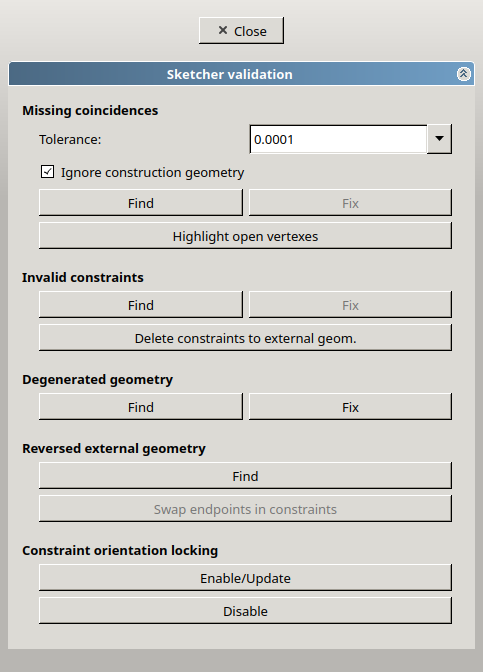 Close
Sketcher validation
Missing coincidences
Tolerance: 0.0001
Ignore construction geometry
Find Fix
Highlight open vertexes
Invalid constraints
Find Fix
Delete constraints to external geom.
Degenerated geometry
Find Fix
Reversed external geometry
Find
Swap endpoints in constraints
Constraint orientation locking
Enable/Update
Disable